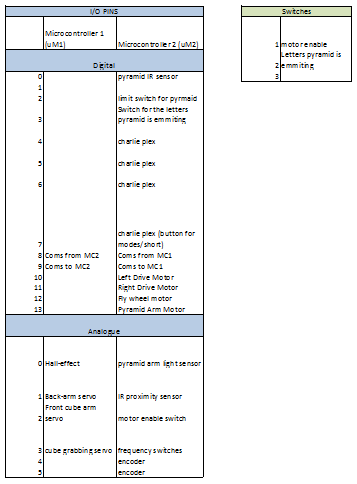 I/O PINS
Microcontroller 1 (uM1) Microcontroller 2 (uM2)
Digital
0 pyramid IR sensor
1
2 limit switch for pyrmaid
3 Switch for the letters pyramid is emmiting
4 charlie plex
5 charlie plex
6 charlie plex
7 charlie plex (button for modes/short)
8 Coms from MC2 Coms from MC1
9 Coms to MC2 Coms to MC1
10 Left Drive Motor
11 Right Drive Motor
12 Fly wheel motor
13 Pyramid Arm Motor
Analogue
0 Hall-effect pyramid arm light sensor
1 Back-arm servo IR proximity sensor
2 Front cube arm servo motor enable switch
3 cube grabbing servo frequency switches
4 encoder
5 encoder
Switches
1 motor enable
2 Letters pyramid is emmiting
3